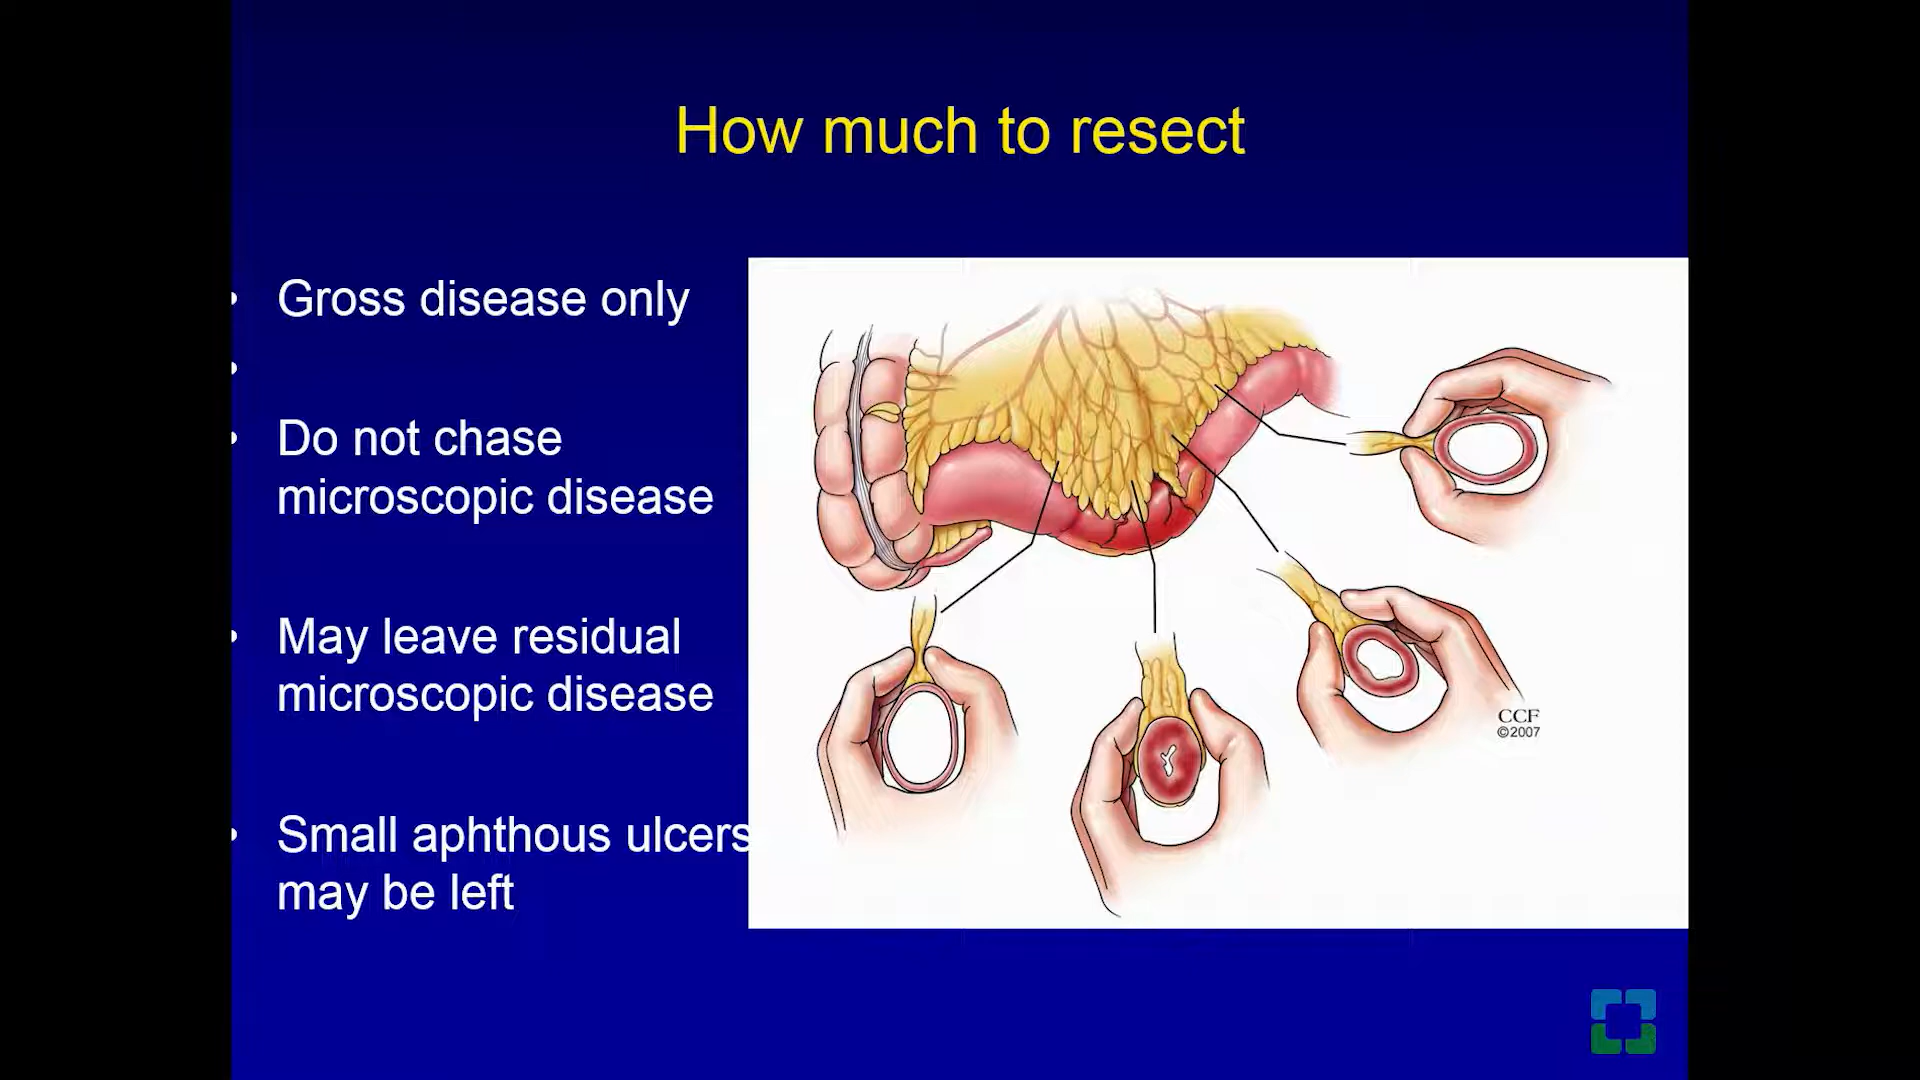 How much to resect
• Gross disease only
•
• Do not chase
microscopic disease
• May leave residual
microscopic disease
• Small aphthous ulcers
may be left
CCF
©2007